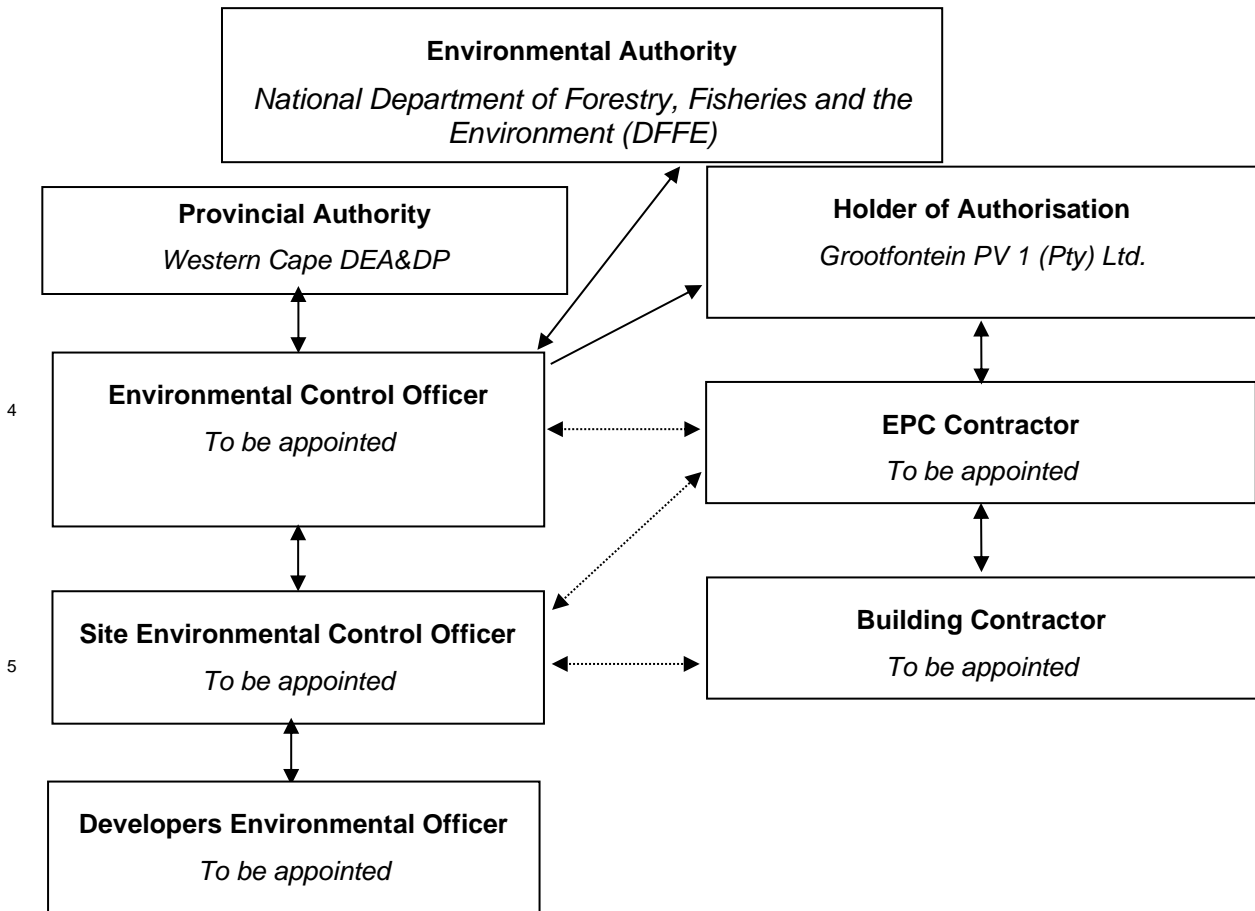 Environmental Authority
National Department of Forestry, Fisheries and the
Environment (DFFE)
Provincial Authority
Western Cape DEA&DP
Holder of Authorisation
Grootfontein PV 1 (Pty) Ltd.
4
Environmental Control Officer
To be appointed
EPC Contractor
To be appointed
5
Site Environmental Control Officer
To be appointed
Building Contractor
To be appointed
Developers Environmental Officer
To be appointed